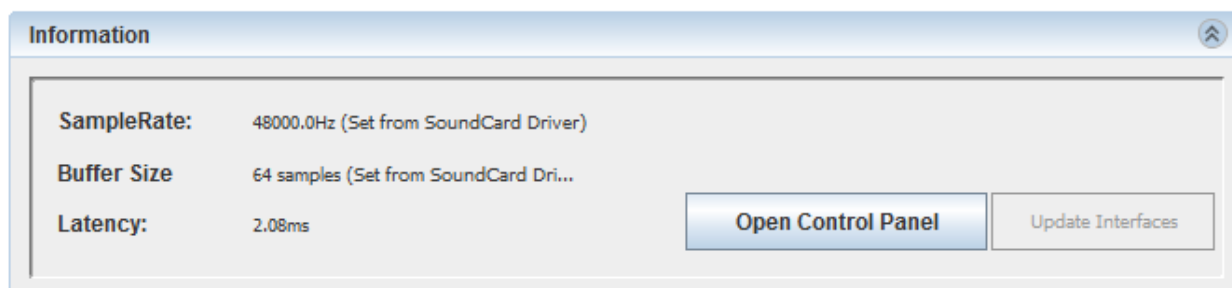 Information
SampleRate: 48000.0Hz (Set from SoundCard Driver)
Buffer Size 64 samples (Set from SoundCard Dri...
Latency: 2.08ms
Open Control Panel Update Interfaces